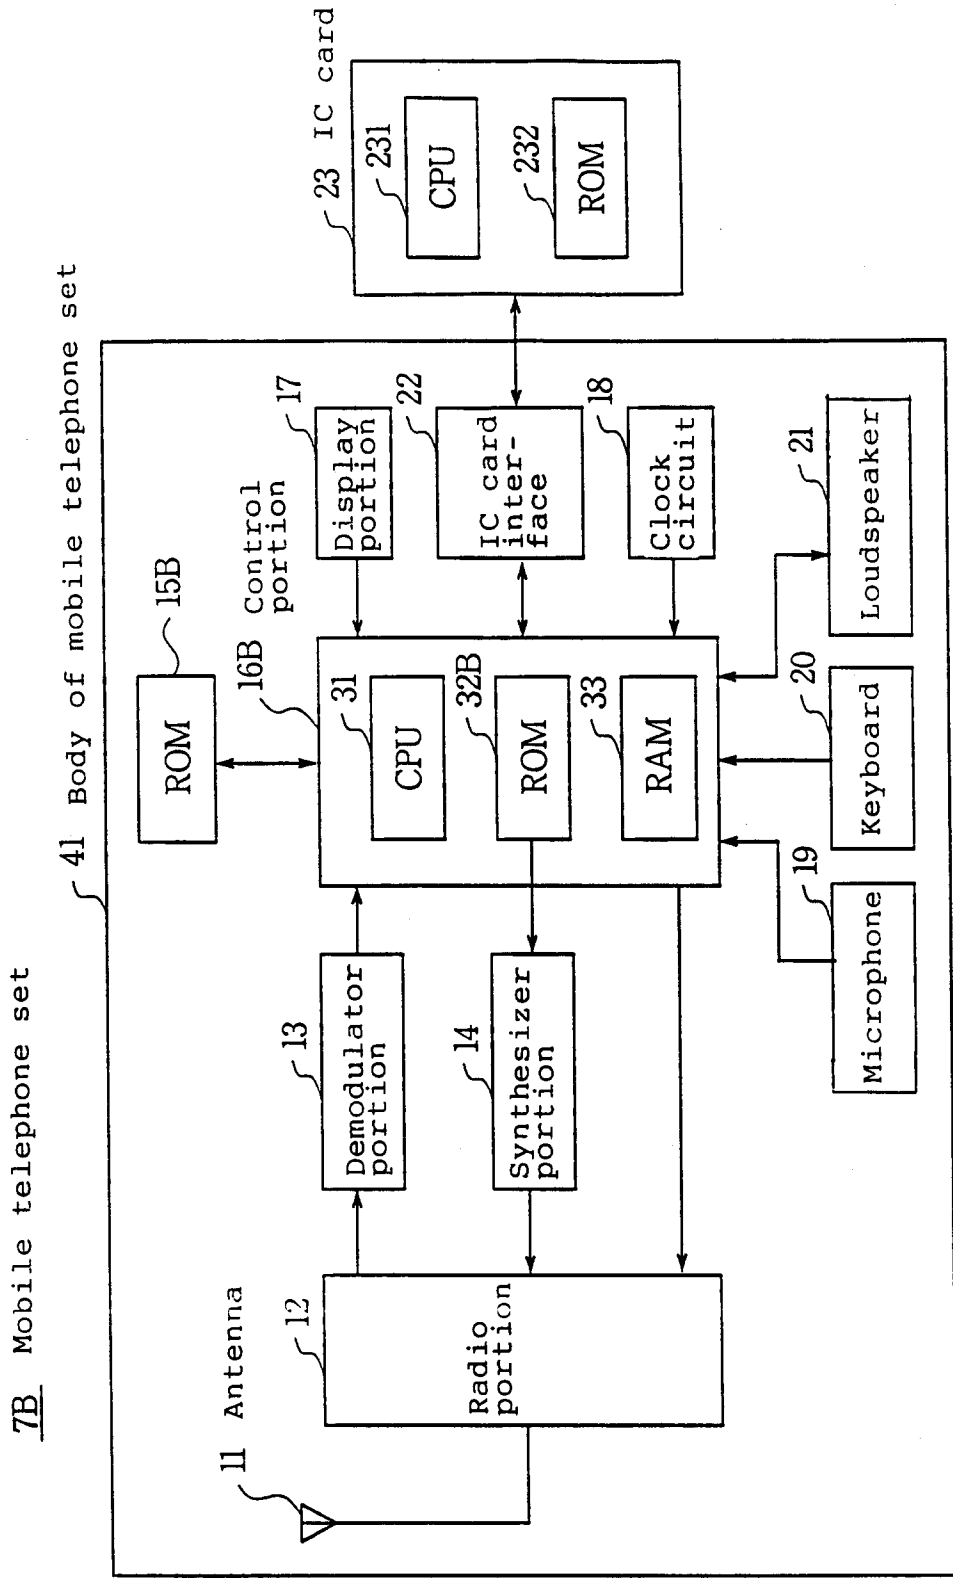 7B Mobile telephone set
41 Body of mobile telephone set
11 Antenna
12
Radio
portion
13
Demodulator
portion
14
Synthesizer
portion
15B
ROM
16B Control
portion
31
CPU
32B
ROM
33
RAM
17
Display
portion
22
IC card
inter-
face
18
Clock
circuit
19
Microphone
20
Keyboard
21
Loudspeaker
23 IC card
231
CPU
232
ROM